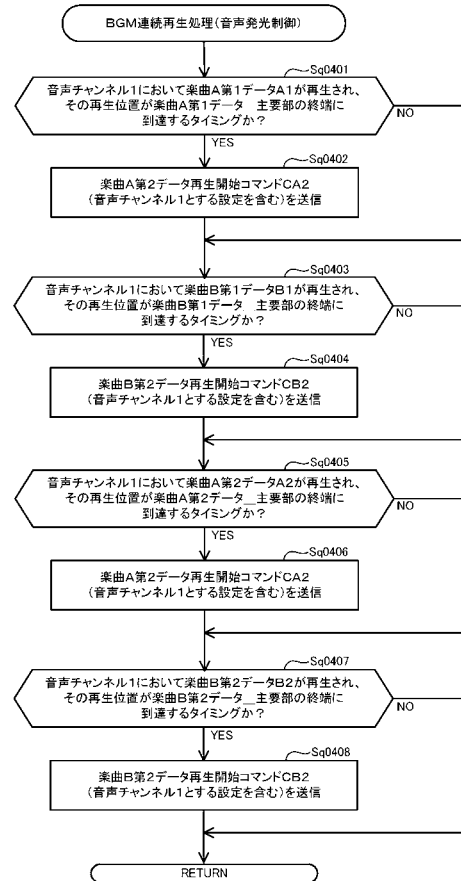 BGM連続再生処理(音声発光制御)
Sq0401
音声チャンネル1において楽曲A第1データA1が再生され、
その再生位置が楽曲A第1データ＿主要部の終端に
到達するタイミングか？
NO
YES
Sq0402
楽曲A第2データ再生開始コマンドCA2
(音声チャンネル1とする設定を含む)を送信
Sq0403
音声チャンネル1において楽曲B第1データB1が再生され、
その再生位置が楽曲B第1データ＿主要部の終端に
到達するタイミングか？
NO
YES
Sq0404
楽曲B第2データ再生開始コマンドCB2
(音声チャンネル1とする設定を含む)を送信
Sq0405
音声チャンネル1において楽曲A第2データA2が再生され、
その再生位置が楽曲A第2データ＿主要部の終端に
到達するタイミングか？
NO
YES
Sq0406
楽曲A第2データ再生開始コマンドCA2
(音声チャンネル1とする設定を含む)を送信
Sq0407
音声チャンネル1において楽曲B第2データB2が再生され、
その再生位置が楽曲B第2データ＿主要部の終端に
到達するタイミングか？
NO
YES
Sq0408
楽曲B第2データ再生開始コマンドCB2
(音声チャンネル1とする設定を含む)を送信
RETURN